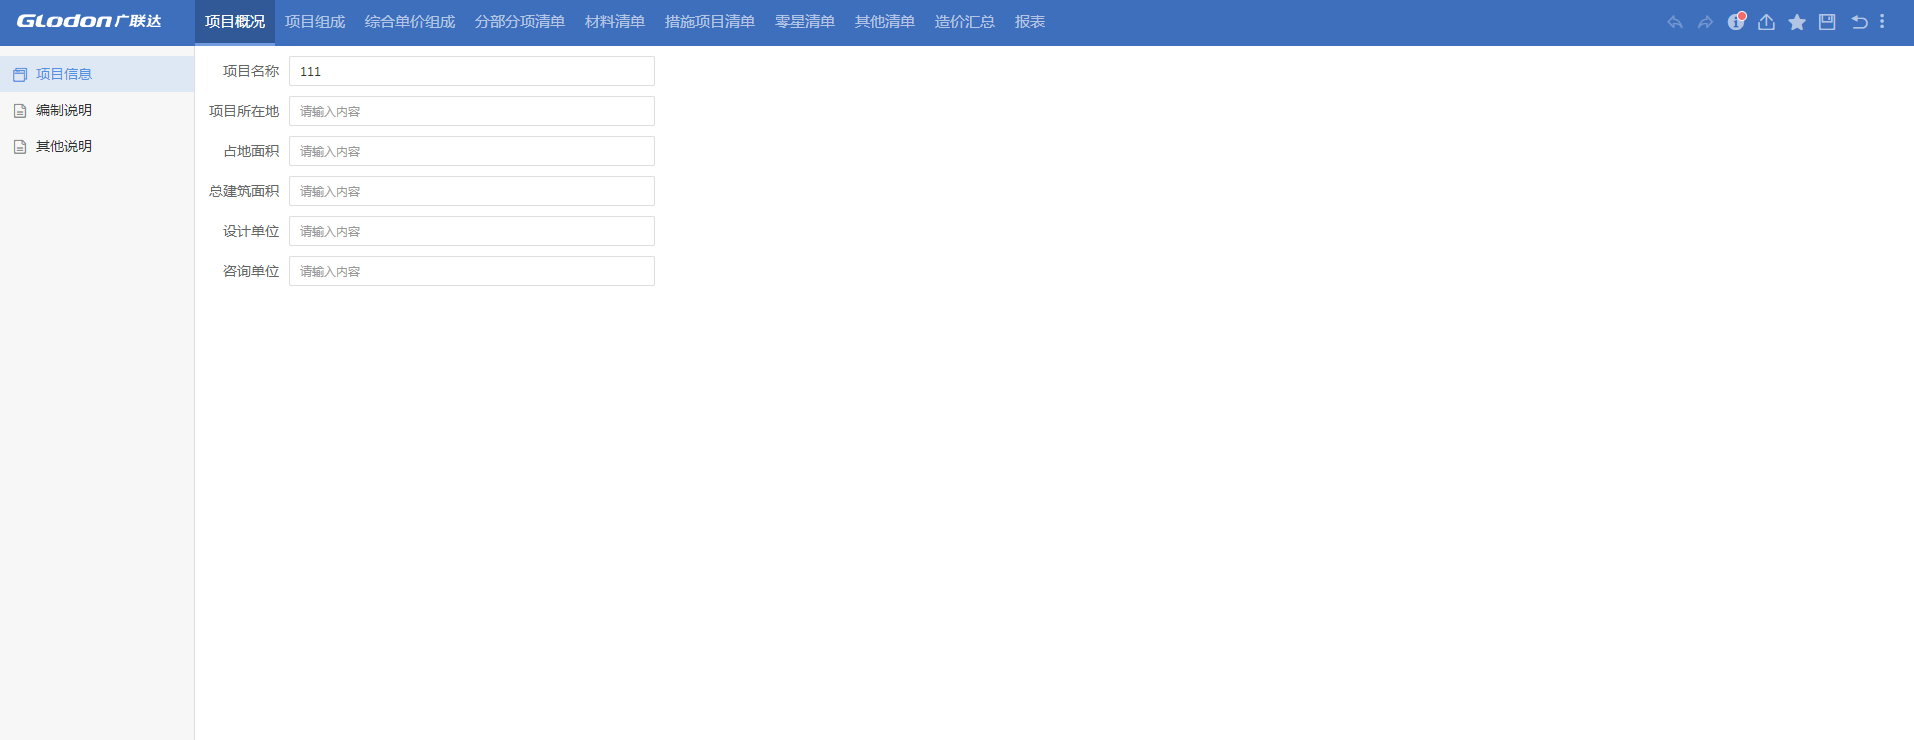 GLodon广联达 项目概况 项目组成 综合单价组成 分部分项清单 材料清单 措施项目清单 零星清单 其他清单 造价汇总 报表
项目信息
编制说明
其他说明
项目名称 111
项目所在地 请输入内容
占地面积 请输入内容
总建筑面积 请输入内容
设计单位 请输入内容
咨询单位 请输入内容